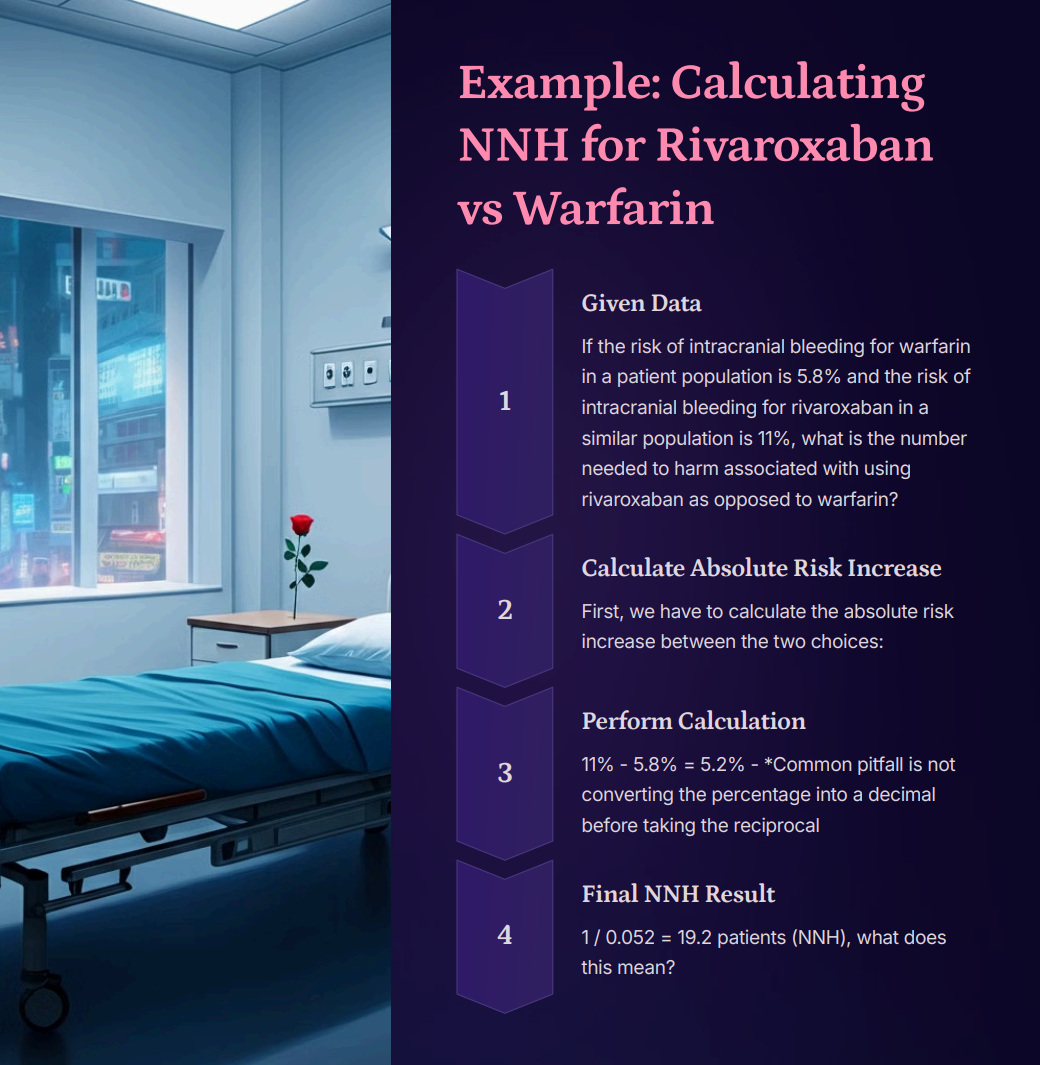 Example: Calculating
NNH for Rivaroxaban
vs Warfarin
1
Given Data
If the risk of intracranial bleeding for warfarin
in a patient population is 5.8% and the risk of
intracranial bleeding for rivaroxaban in a
similar population is 11%, what is the number
needed to harm associated with using
rivaroxaban as opposed to warfarin?
2
Calculate Absolute Risk Increase
First, we have to calculate the absolute risk
increase between the two choices:
3
Perform Calculation
11% - 5.8% = 5.2% - *Common pitfall is not
converting the percentage into a decimal
before taking the reciprocal
4
Final NNH Result
1 / 0.052 = 19.2 patients (NNH), what does
this mean?